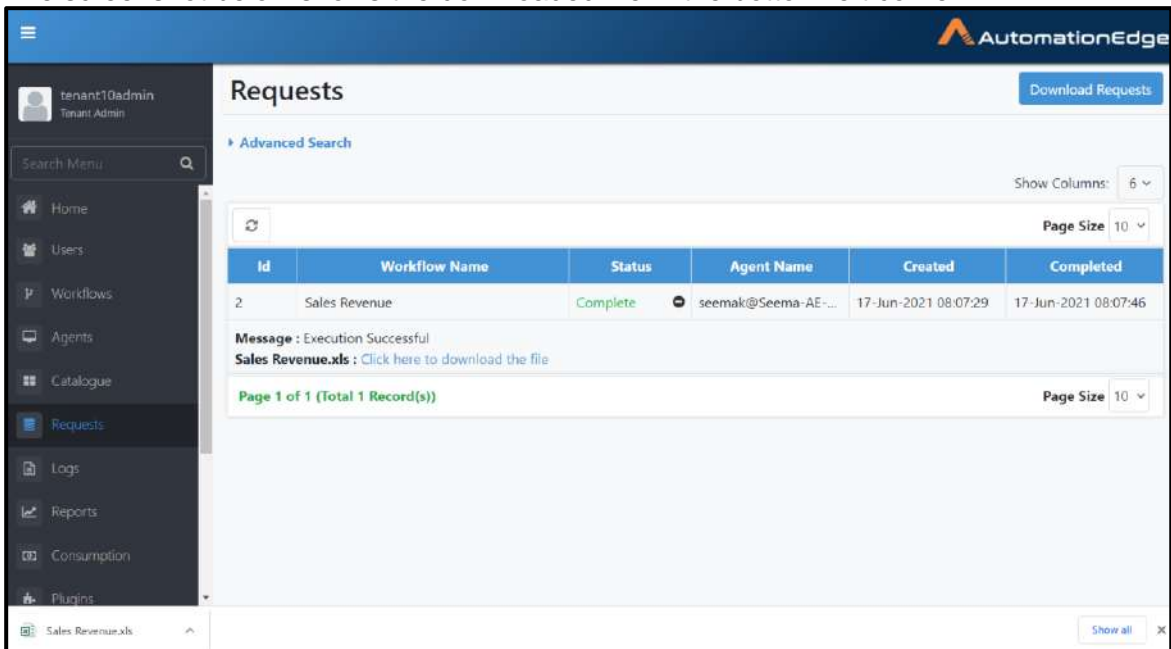 AutomationEdge
tenant10admin
Tenant Admin
Search Menu
Home
Users
Workflows
Agents
Catalogue
Requests
Logs
Reports
Consumption
Plugins
Requests
Download Requests
Advanced Search
Show Columns: 6
Page Size 10
Id Workflow Name Status Agent Name Created Completed
2 Sales Revenue Complete seemak@Seema-AE-... 17-Jun-2021 08:07:29 17-Jun-2021 08:07:46
Message : Execution Successful
Sales Revenue.xls : Click here to download the file
Page 1 of 1 (Total 1 Record(s)) Page Size 10
Sales Revenue.xls
Show all